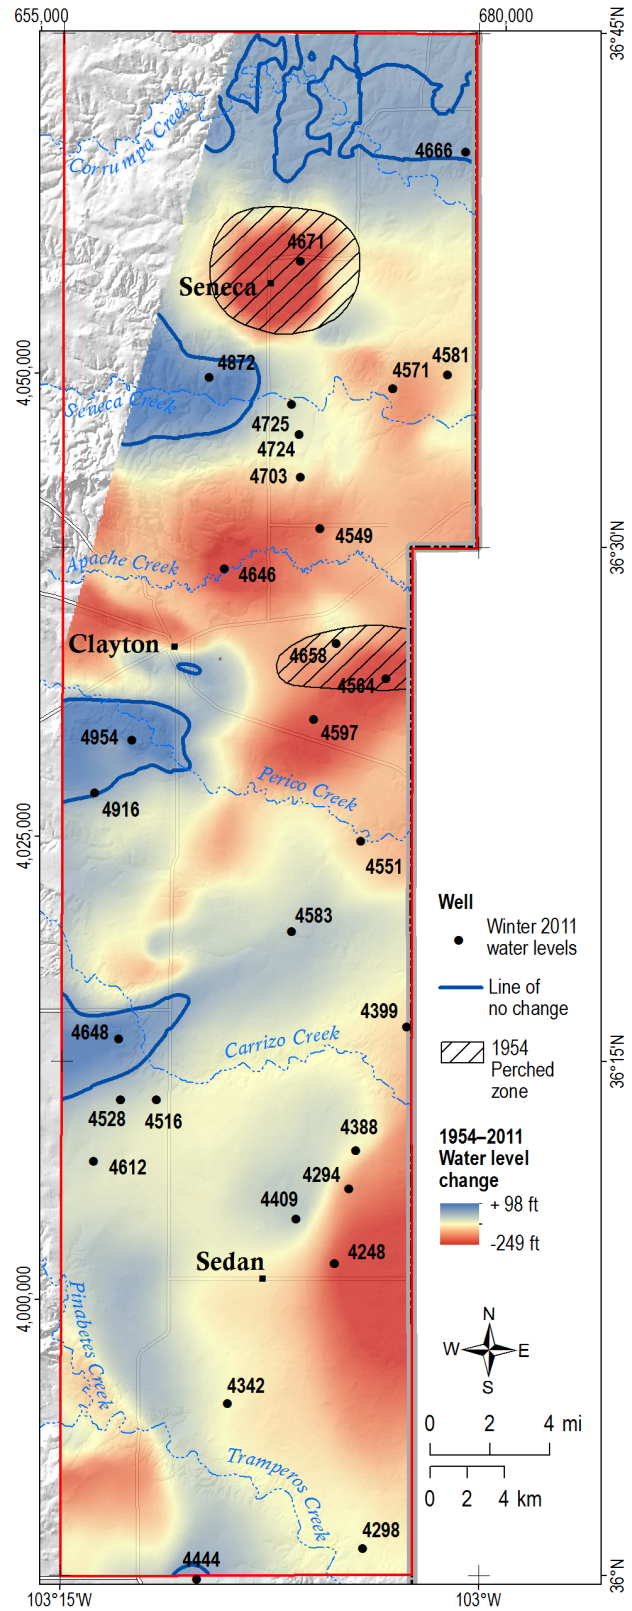 655,000
680,000
36°45'N
Corrumpa Creek
4666
4671
Seneca
4872
4571
4581
4,050,000
Seneca Creek
4725
4724
4703
4549
36°30'N
Apache Creek
4646
Clayton
4658
4564
4954
4597
Perico Creek
4916
4,025,000
4551
4583
Well
Winter 2011
water levels
Line of
no change
4399
4648
Carrizo Creek
1954
Perched
zone
36°15'N
4528
4516
4388
1954–2011
Water level
change
4612
4294
4409
+ 98 ft
-249 ft
4248
Sedan
4,000,000
Pinabetes Creek
N
W
E
S
4342
0 2 4 mi
0 2 4 km
Tramperos Creek
4298
4444
36°N
103°15'W
103°W